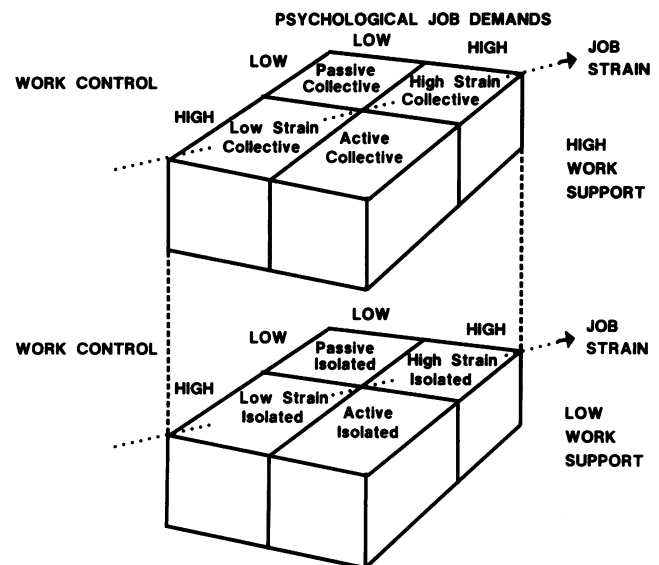 PSYCHOLOGICAL JOB DEMANDS
LOW
HIGH
JOB
STRAIN
WORK CONTROL
LOW
HIGH
Passive
Collective
High Strain
Collective
Low Strain
Collective
Active
Collective
HIGH
WORK
SUPPORT
LOW
HIGH
JOB
STRAIN
WORK CONTROL
LOW
HIGH
Passive
Isolated
High Strain
Isolated
Low Strain
Isolated
Active
Isolated
LOW
WORK
SUPPORT